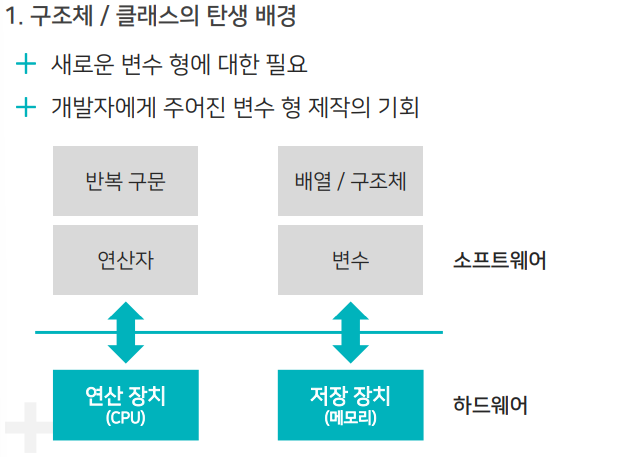 1. 구조체 / 클래스의 탄생 배경
새로운 변수 형에 대한 필요
개발자에게 주어진 변수 형 제작의 기회
반복 구문
배열 / 구조체
연산자
변수
소프트웨어
연산 장치
(CPU)
저장 장치
(메모리)
하드웨어